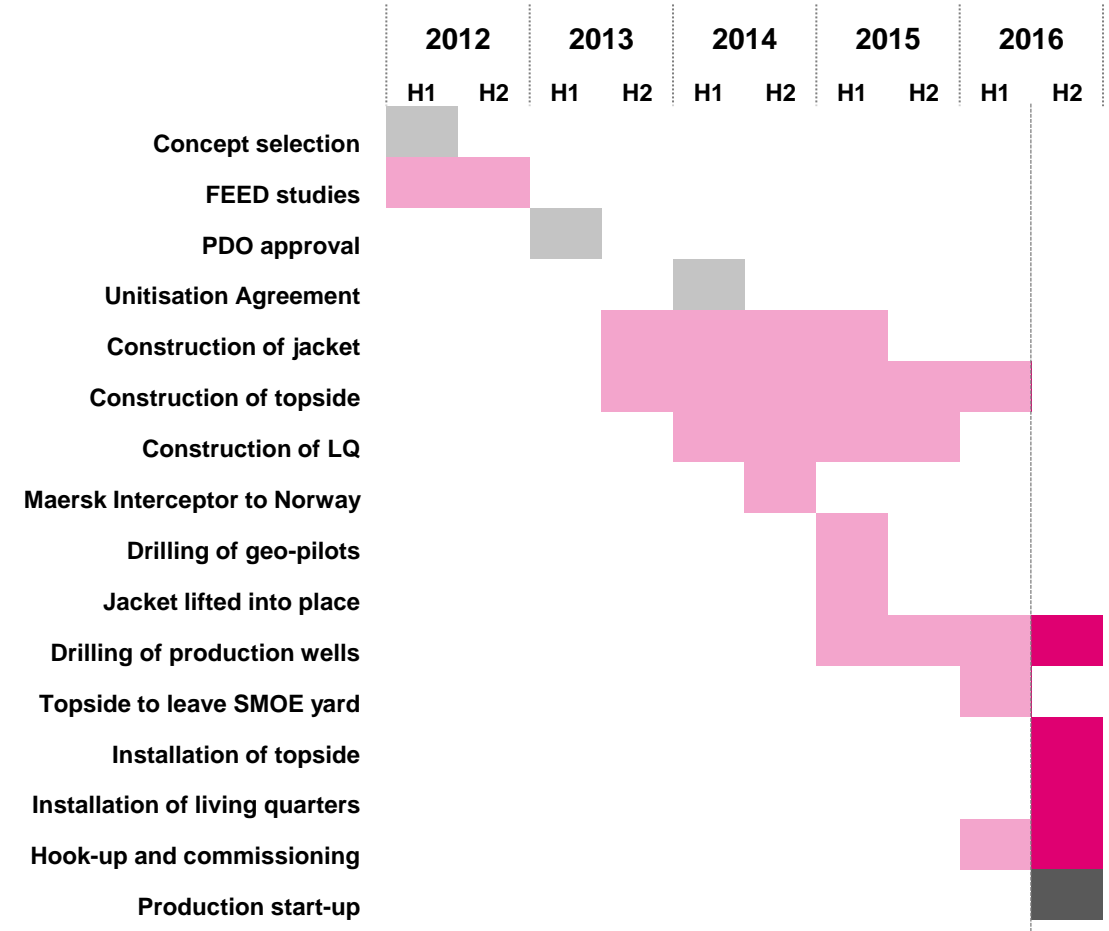 2012 2013 2014 2015 2016
H1 H2 H1 H2 H1 H2 H1 H2 H1 H2
Concept selection
FEED studies
PDO approval
Unitisation Agreement
Construction of jacket
Construction of topside
Construction of LQ
Maersk Interceptor to Norway
Drilling of geo-pilots
Jacket lifted into place
Drilling of production wells
Topside to leave SMOE yard
Installation of topside
Installation of living quarters
Hook-up and commissioning
Production start-up